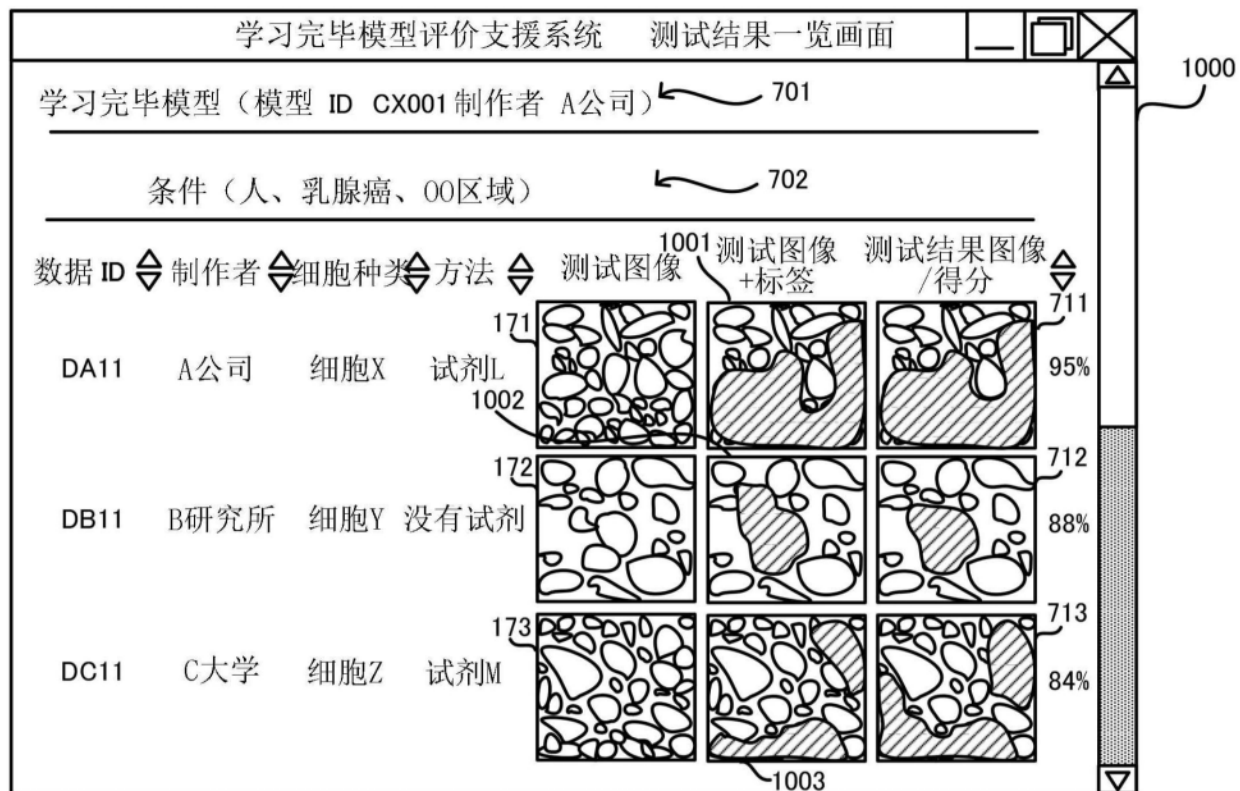 学习完毕模型评价支援系统 测试结果一览画面
1000
学习完毕模型（模型 ID CX001 制作者 A公司） 701
条件（人、乳腺癌、OO区域） 702
数据 ID 制作者 细胞种类 方法 测试图像 1001 测试图像 测试结果图像
+标签 /得分
171 711
DA11 A公司 细胞X 试剂L 95%
1002
172 712
DB11 B研究所 细胞Y 没有试剂 88%
173 713
DC11 C大学 细胞Z 试剂M 84%
1003